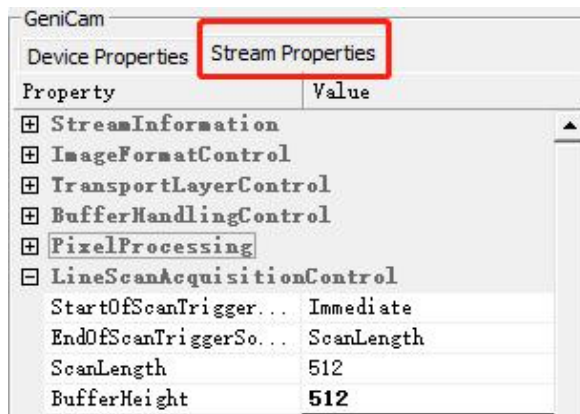 GeniCam
Device Properties Stream Properties
Property Value
StreamInformation
ImageFormatControl
TransportLayerControl
BufferHandlingControl
PixelProcessing
LineScanAcquisitionControl
StartOfScanTrigger... Immediate
EndOfScanTriggerSo... ScanLength
ScanLength 512
BufferHeight 512